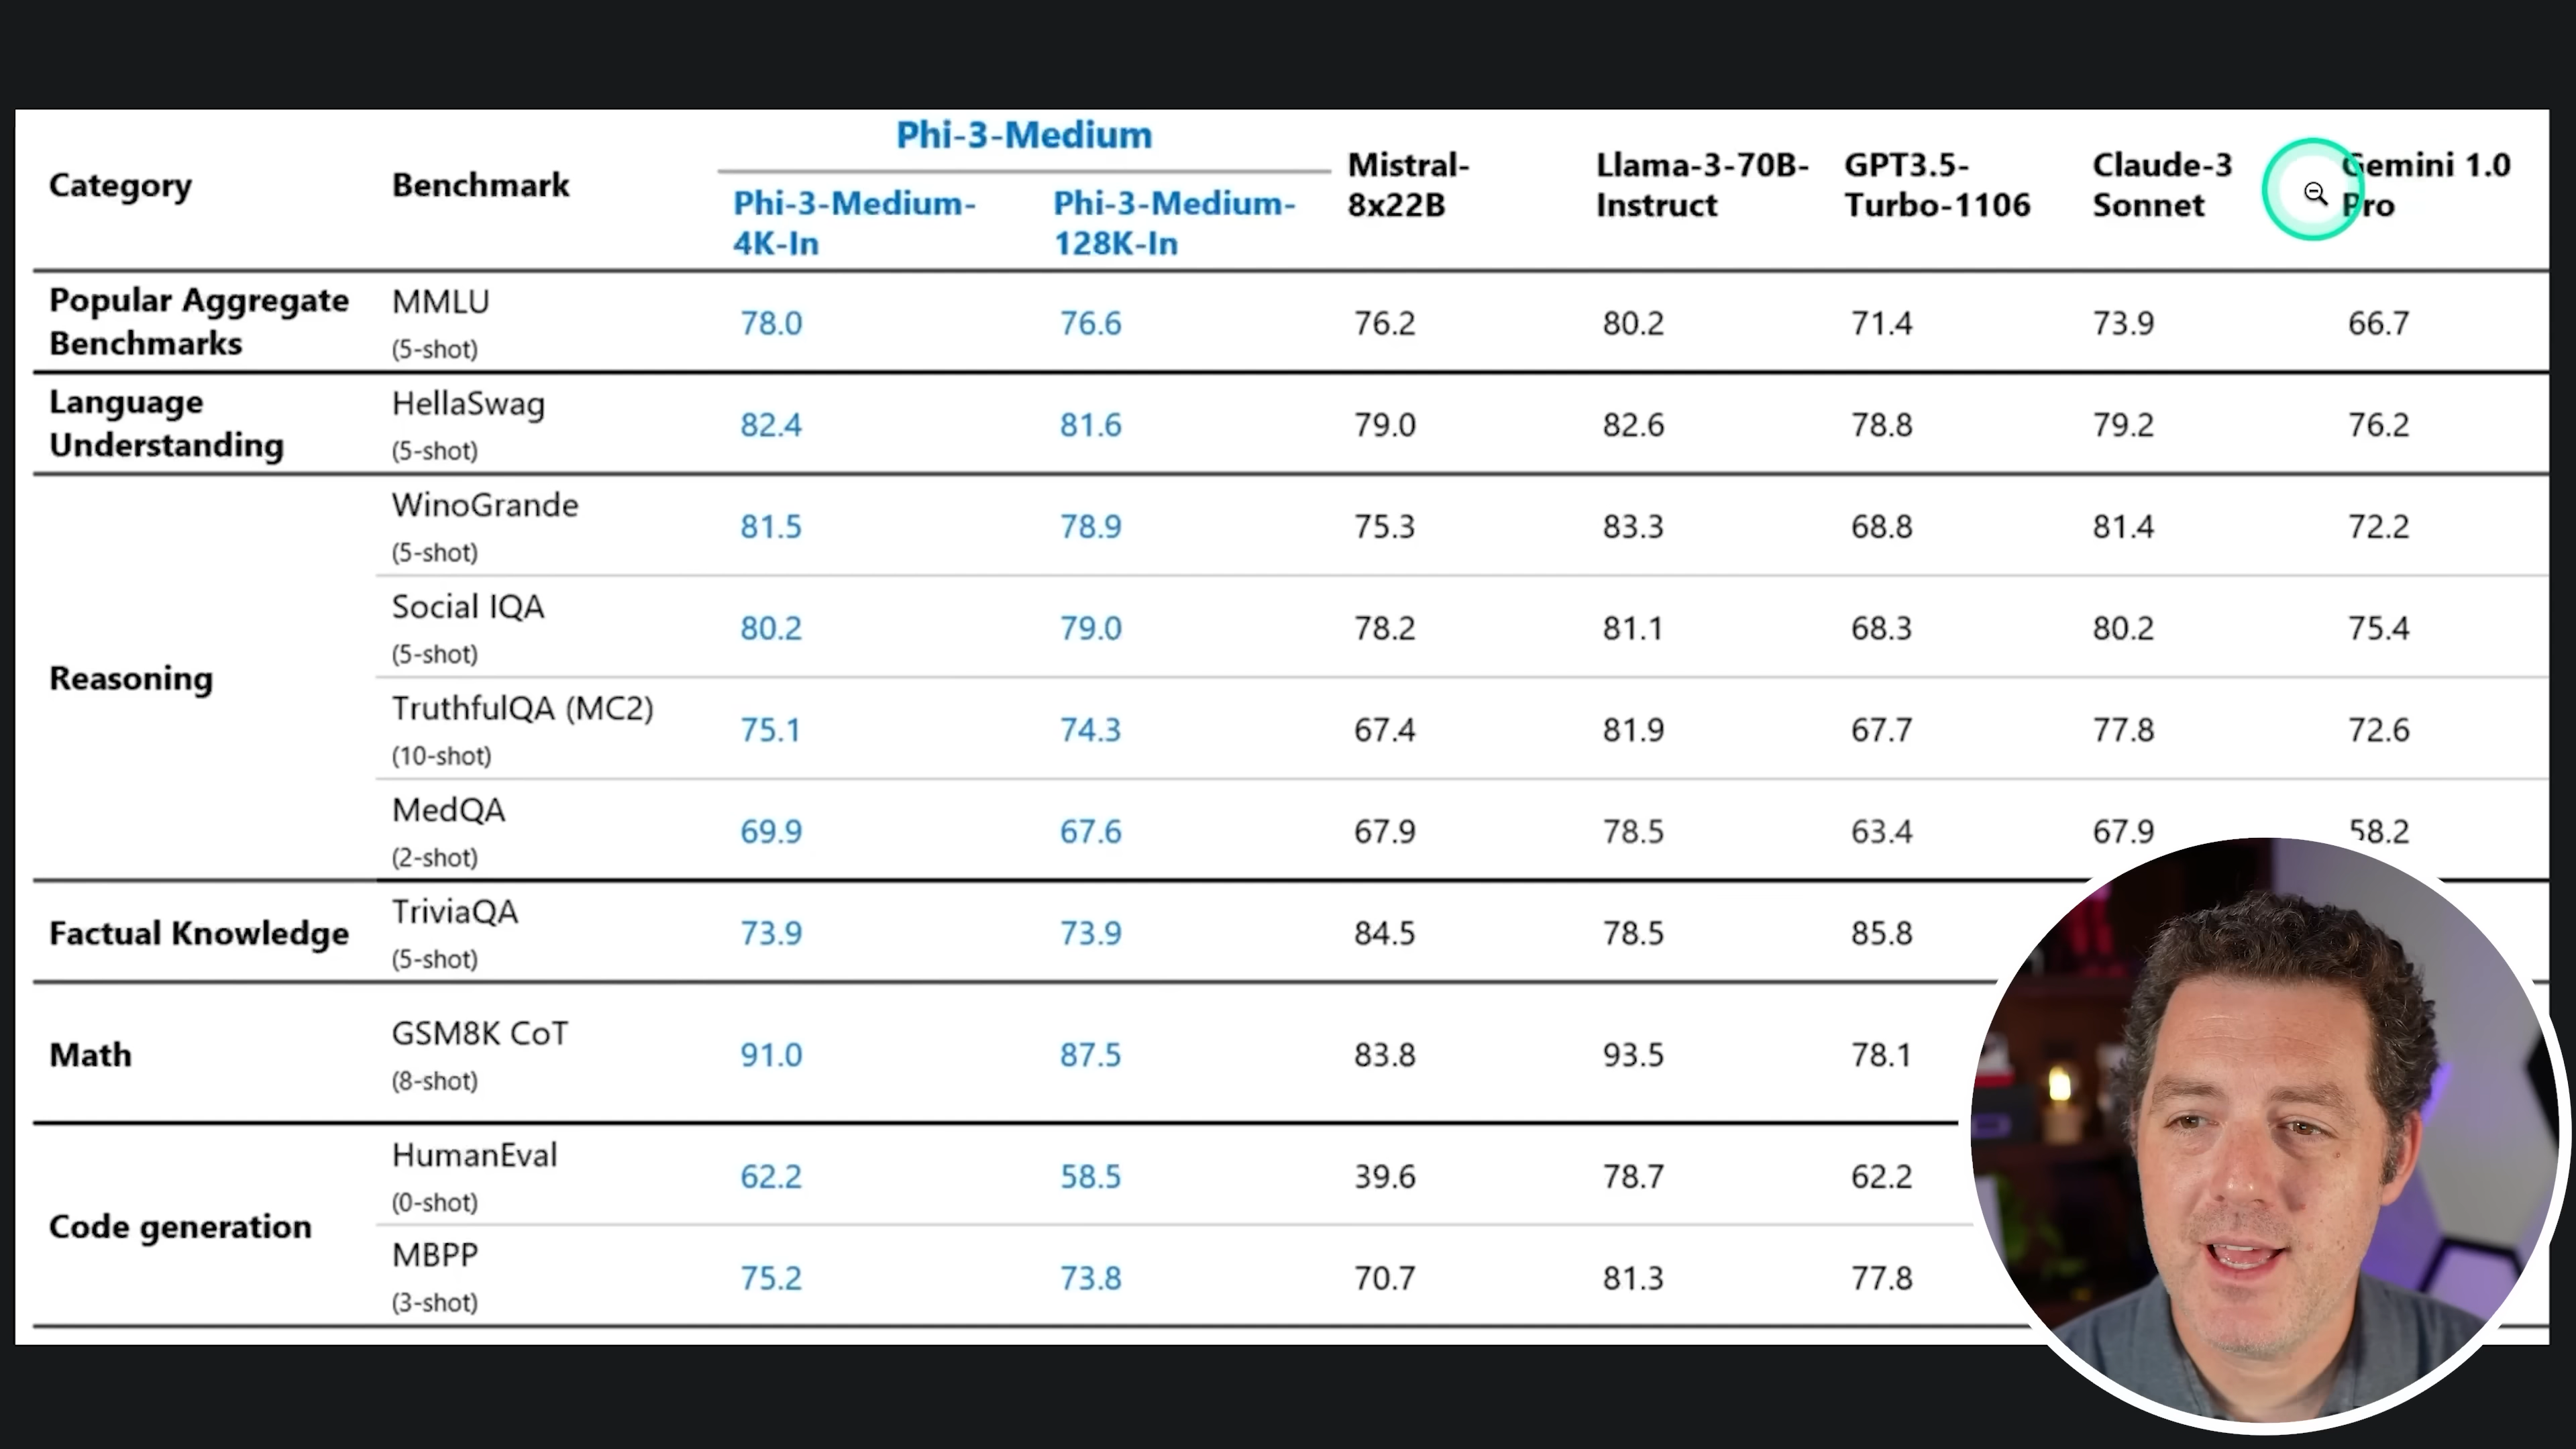 Phi-3-Medium
Category Benchmark Phi-3-Medium-4K-In Phi-3-Medium-128K-In Mistral-8x22B Llama-3-70B-Instruct GPT3.5-Turbo-1106 Claude-3 Sonnet Gemini 1.0 Pro
Popular Aggregate Benchmarks MMLU (5-shot) 78.0 76.6 76.2 80.2 71.4 73.9 66.7
Language Understanding HellaSwag (5-shot) 82.4 81.6 79.0 82.6 78.8 79.2 76.2
Reasoning WinoGrande (5-shot) 81.5 78.9 75.3 83.3 68.8 81.4 72.2
Social IQA (5-shot) 80.2 79.0 78.2 81.1 68.3 80.2 75.4
TruthfulQA (MC2) (10-shot) 75.1 74.3 67.4 81.9 67.7 77.8 72.6
MedQA (2-shot) 69.9 67.6 67.9 78.5 63.4 67.9 58.2
Factual Knowledge TriviaQA (5-shot) 73.9 73.9 84.5 78.5 85.8
Math GSM8K CoT (8-shot) 91.0 87.5 83.8 93.5 78.1
Code generation HumanEval (0-shot) 62.2 58.5 39.6 78.7 62.2
MBPP (3-shot) 75.2 73.8 70.7 81.3 77.8